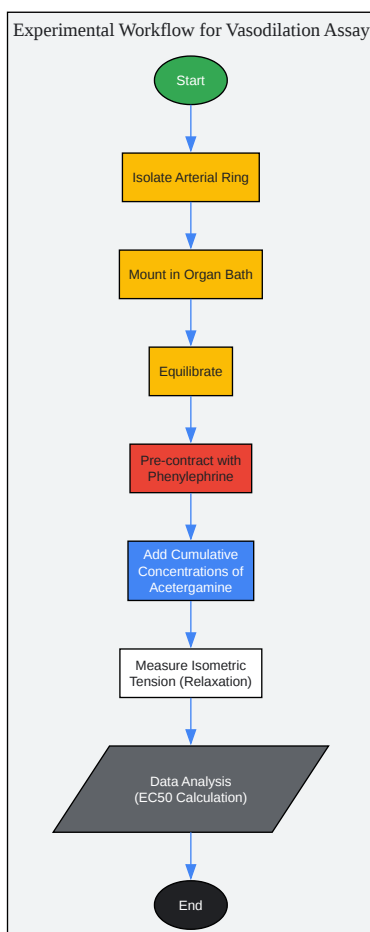 Experimental Workflow for Vasodilation Assay
Start
Isolate Arterial Ring
Mount in Organ Bath
Equilibrate
Pre-contract with
Phenylephrine
Add Cumulative
Concentrations of
Acetergamine
Measure Isometric
Tension (Relaxation)
Data Analysis
(EC50 Calculation)
End